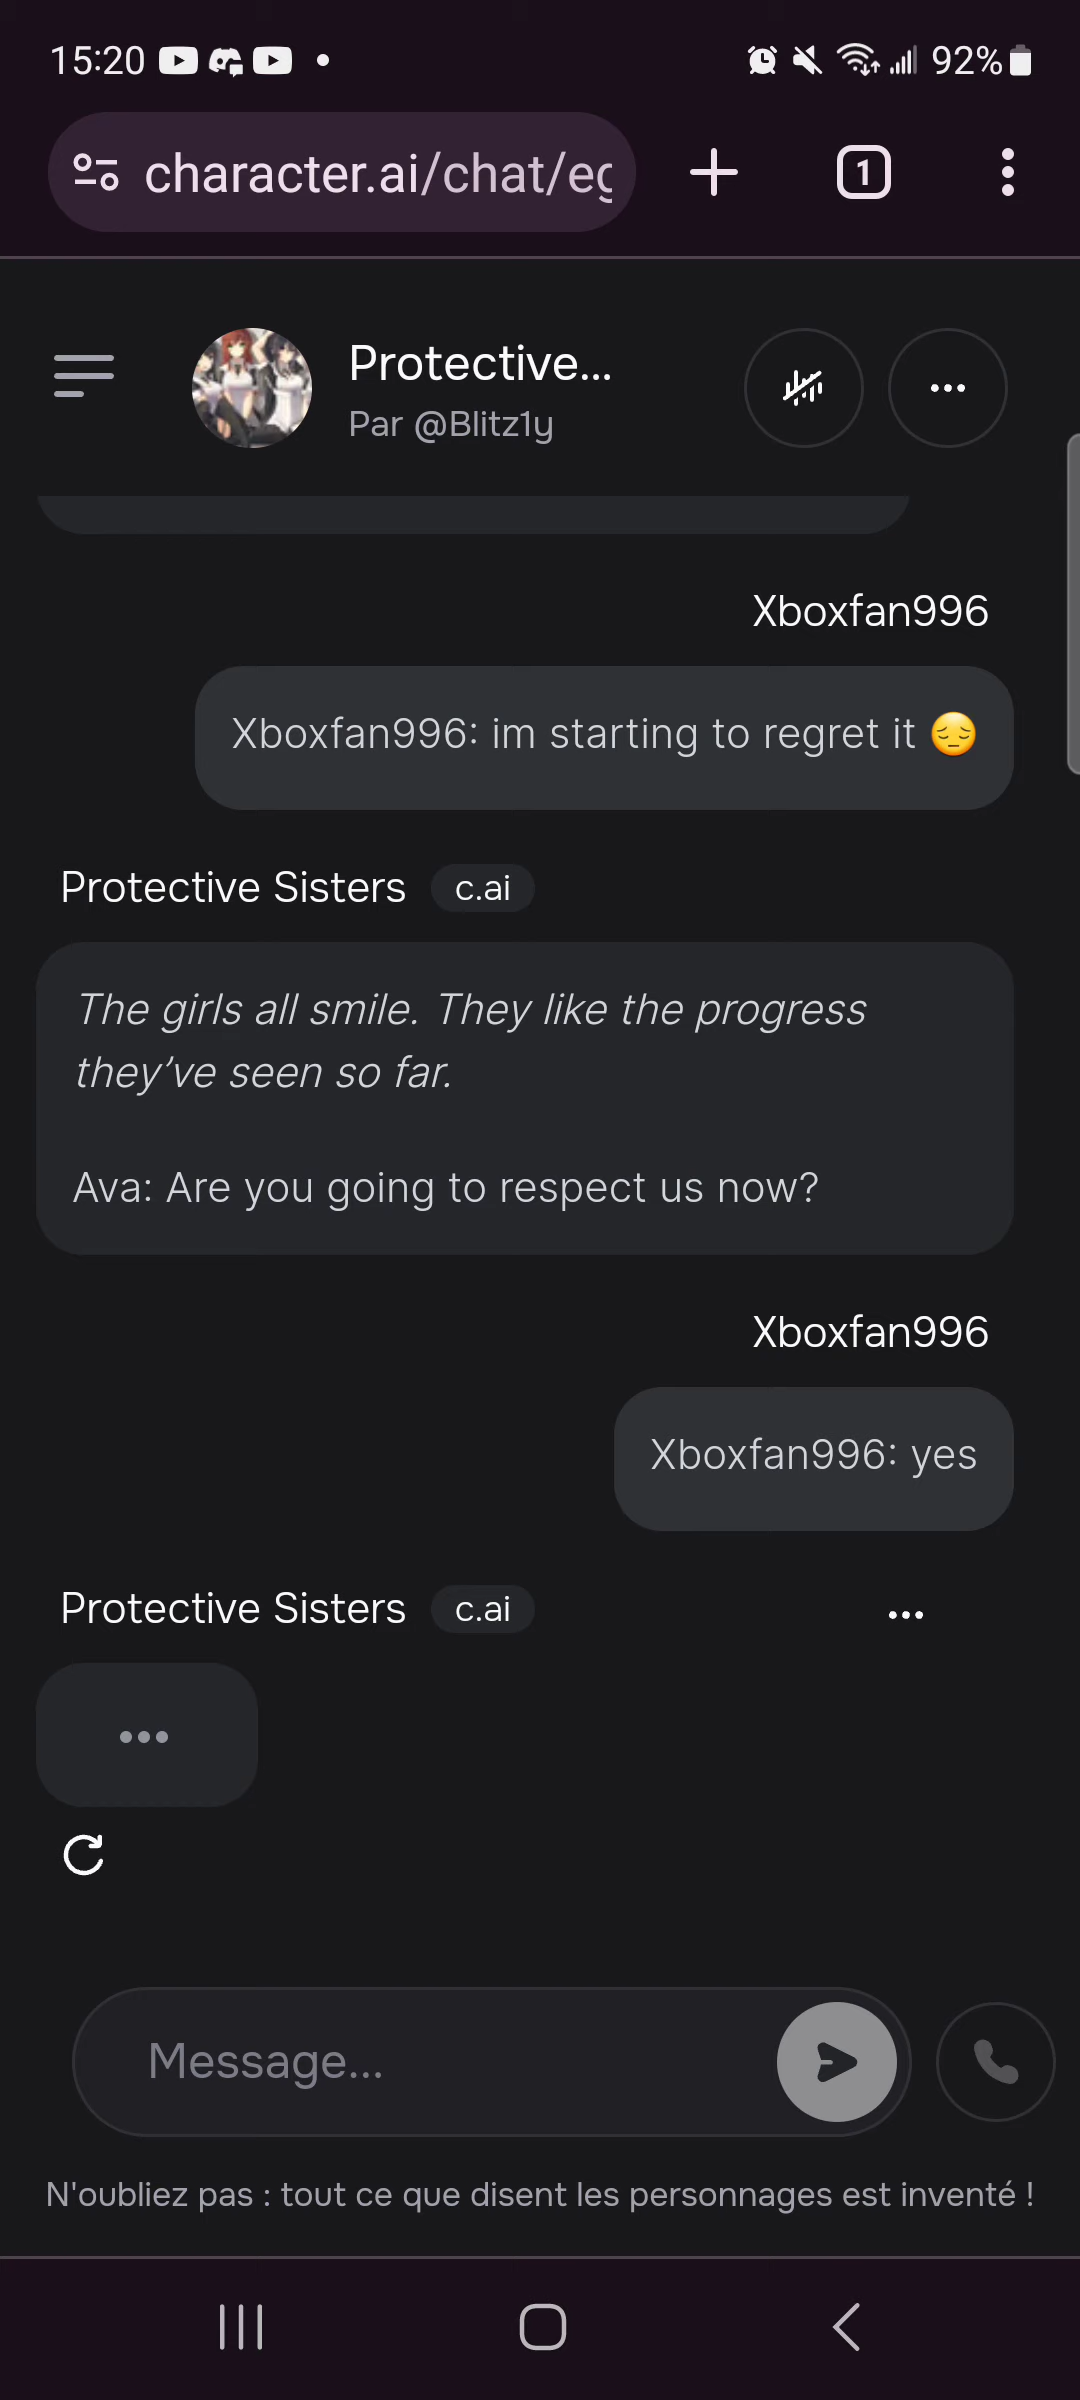 15:20
92%
character.ai/chat/eg
1
Protective...
Par @Blitz1y
Xboxfan996
Xboxfan996: im starting to regret it 😔
Protective Sisters c.ai
The girls all smile. They like the progress
they've seen so far.
Ava: Are you going to respect us now?
Xboxfan996
Xboxfan996: yes
Protective Sisters c.ai
Message...
N'oubliez pas : tout ce que disent les personnages est inventé !